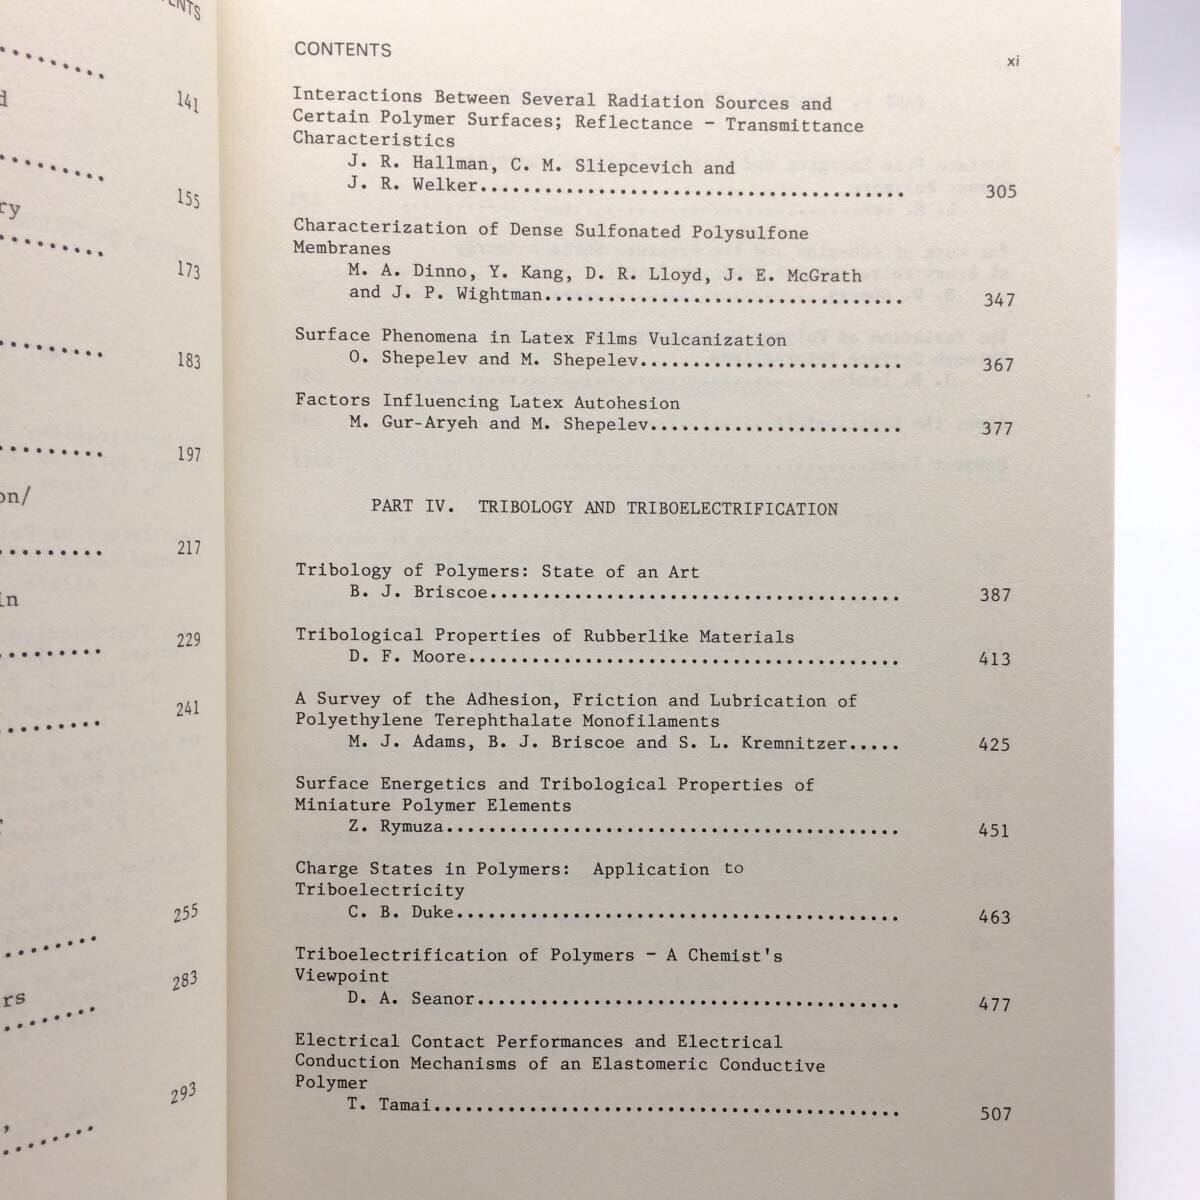 141
155
173
183
197
on/
217
in
229
241
255
283
rs
293
CONTENTS
xi
Interactions Between Several Radiation Sources and
Certain Polymer Surfaces; Reflectance - Transmittance
Characteristics
J. R. Hallman, C. M. Sliepcevich and
J. R. Welker........................................ 305
Characterization of Dense Sulfonated Polysulfone
Membranes
M. A. Dinno, Y. Kang, D. R. Lloyd, J. E. McGrath
and J. P. Wightman.................................. 347
Surface Phenomena in Latex Films Vulcanization
O. Shepelev and M. Shepelev......................... 367
Factors Influencing Latex Autohesion
M. Gur-Aryeh and M. Shepelev........................ 377
PART IV. TRIBOLOGY AND TRIBOELECTRIFICATION
Tribology of Polymers: State of an Art
B. J. Briscoe....................................... 387
Tribological Properties of Rubberlike Materials
D. F. Moore......................................... 413
A Survey of the Adhesion, Friction and Lubrication of
Polyethylene Terephthalate Monofilaments
M. J. Adams, B. J. Briscoe and S. L. Kremnitzer..... 425
Surface Energetics and Tribological Properties of
Miniature Polymer Elements
Z. Rymuza........................................... 451
Charge States in Polymers: Application to
Triboelectricity
C. B. Duke.......................................... 463
Triboelectrification of Polymers - A Chemist's
Viewpoint
D. A. Seanor........................................ 477
Electrical Contact Performances and Electrical
Conduction Mechanisms of an Elastomeric Conductive
Polymer
T. Tamai............................................ 507